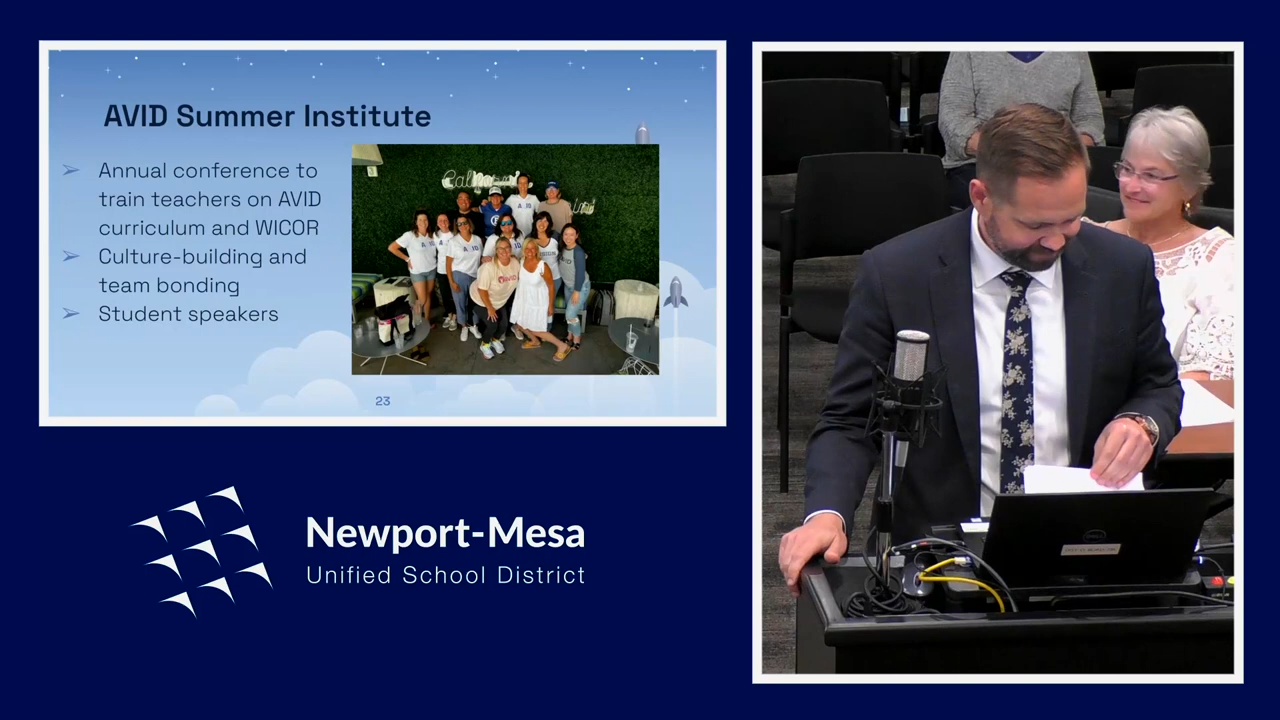 AVID Summer Institute
➢ Annual conference to
train teachers on AVID
curriculum and WICOR
➢ Culture-building and
team bonding
➢ Student speakers
23
Newport-Mesa
Unified School District
DELL